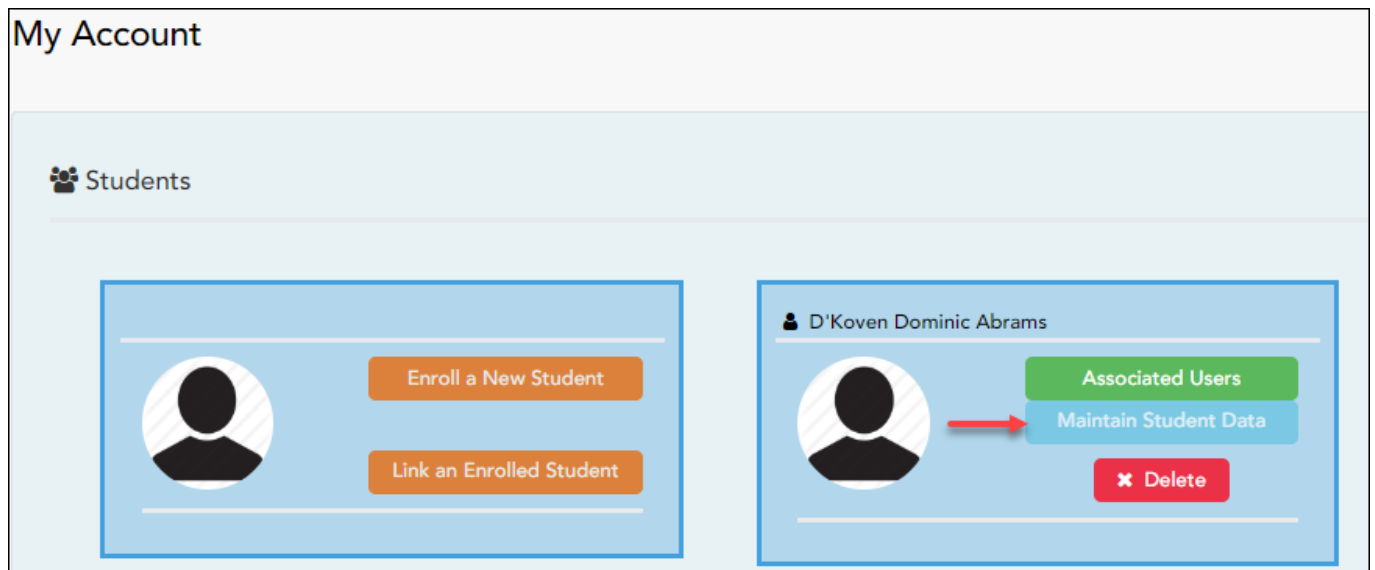 My Account
Students
Enroll a New Student
Link an Enrolled Student
D'Koven Dominic Abrams
Associated Users
Maintain Student Data
Delete